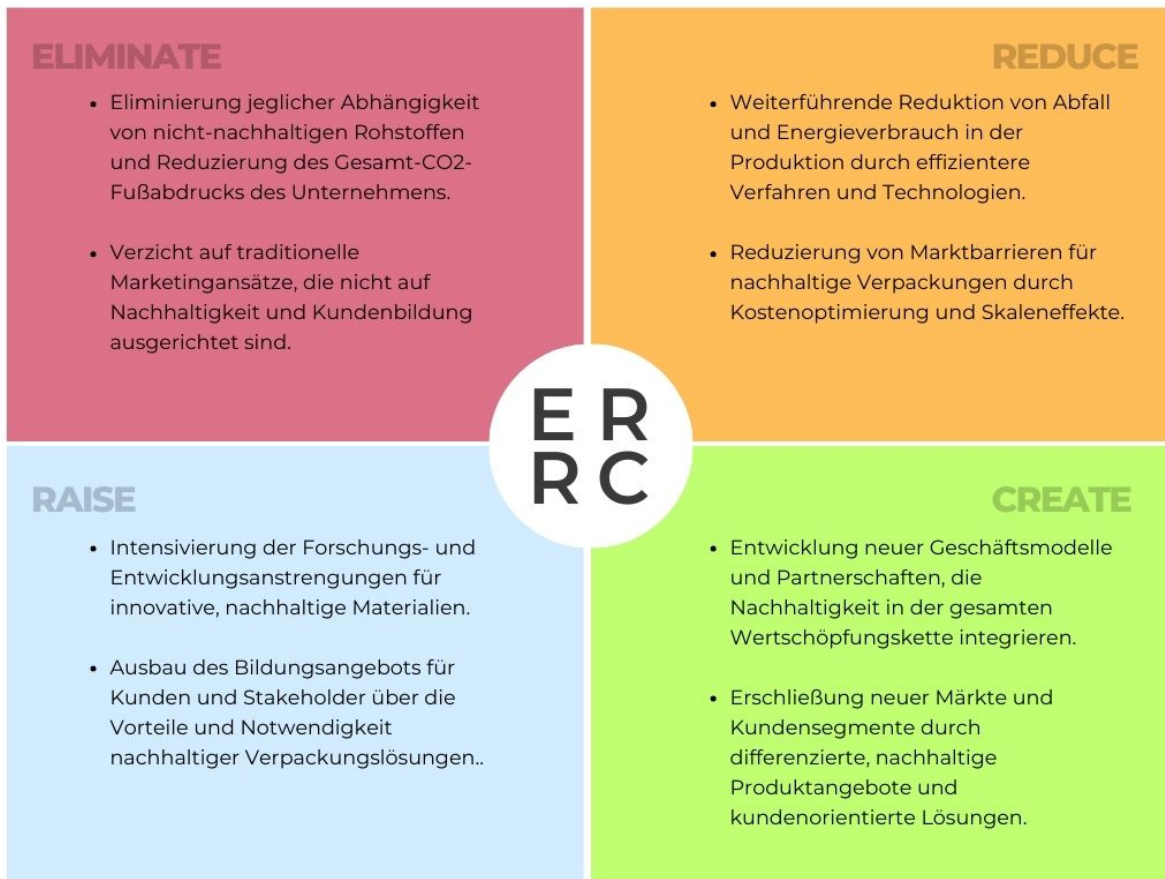 ELIMINATE
• Eliminierung jeglicher Abhängigkeit
von nicht-nachhaltigen Rohstoffen
und Reduzierung des Gesamt-CO2-
Fußabdrucks des Unternehmens.
• Verzicht auf traditionelle
Marketingansätze, die nicht auf
Nachhaltigkeit und Kundenbildung
ausgerichtet sind.
REDUCE
• Weiterführende Reduktion von Abfall
und Energieverbrauch in der
Produktion durch effizientere
Verfahren und Technologien.
• Reduzierung von Marktbarrieren für
nachhaltige Verpackungen durch
Kostenoptimierung und Skaleneffekte.
E R
R C
RAISE
• Intensivierung der Forschungs- und
Entwicklungsanstrengungen für
innovative, nachhaltige Materialien.
• Ausbau des Bildungsangebots für
Kunden und Stakeholder über die
Vorteile und Notwendigkeit
nachhaltiger Verpackungslösungen..
CREATE
• Entwicklung neuer Geschäftsmodelle
und Partnerschaften, die
Nachhaltigkeit in der gesamten
Wertschöpfungskette integrieren.
• Erschließung neuer Märkte und
Kundensegmente durch
differenzierte, nachhaltige
Produktangebote und
kundenorientierte Lösungen.